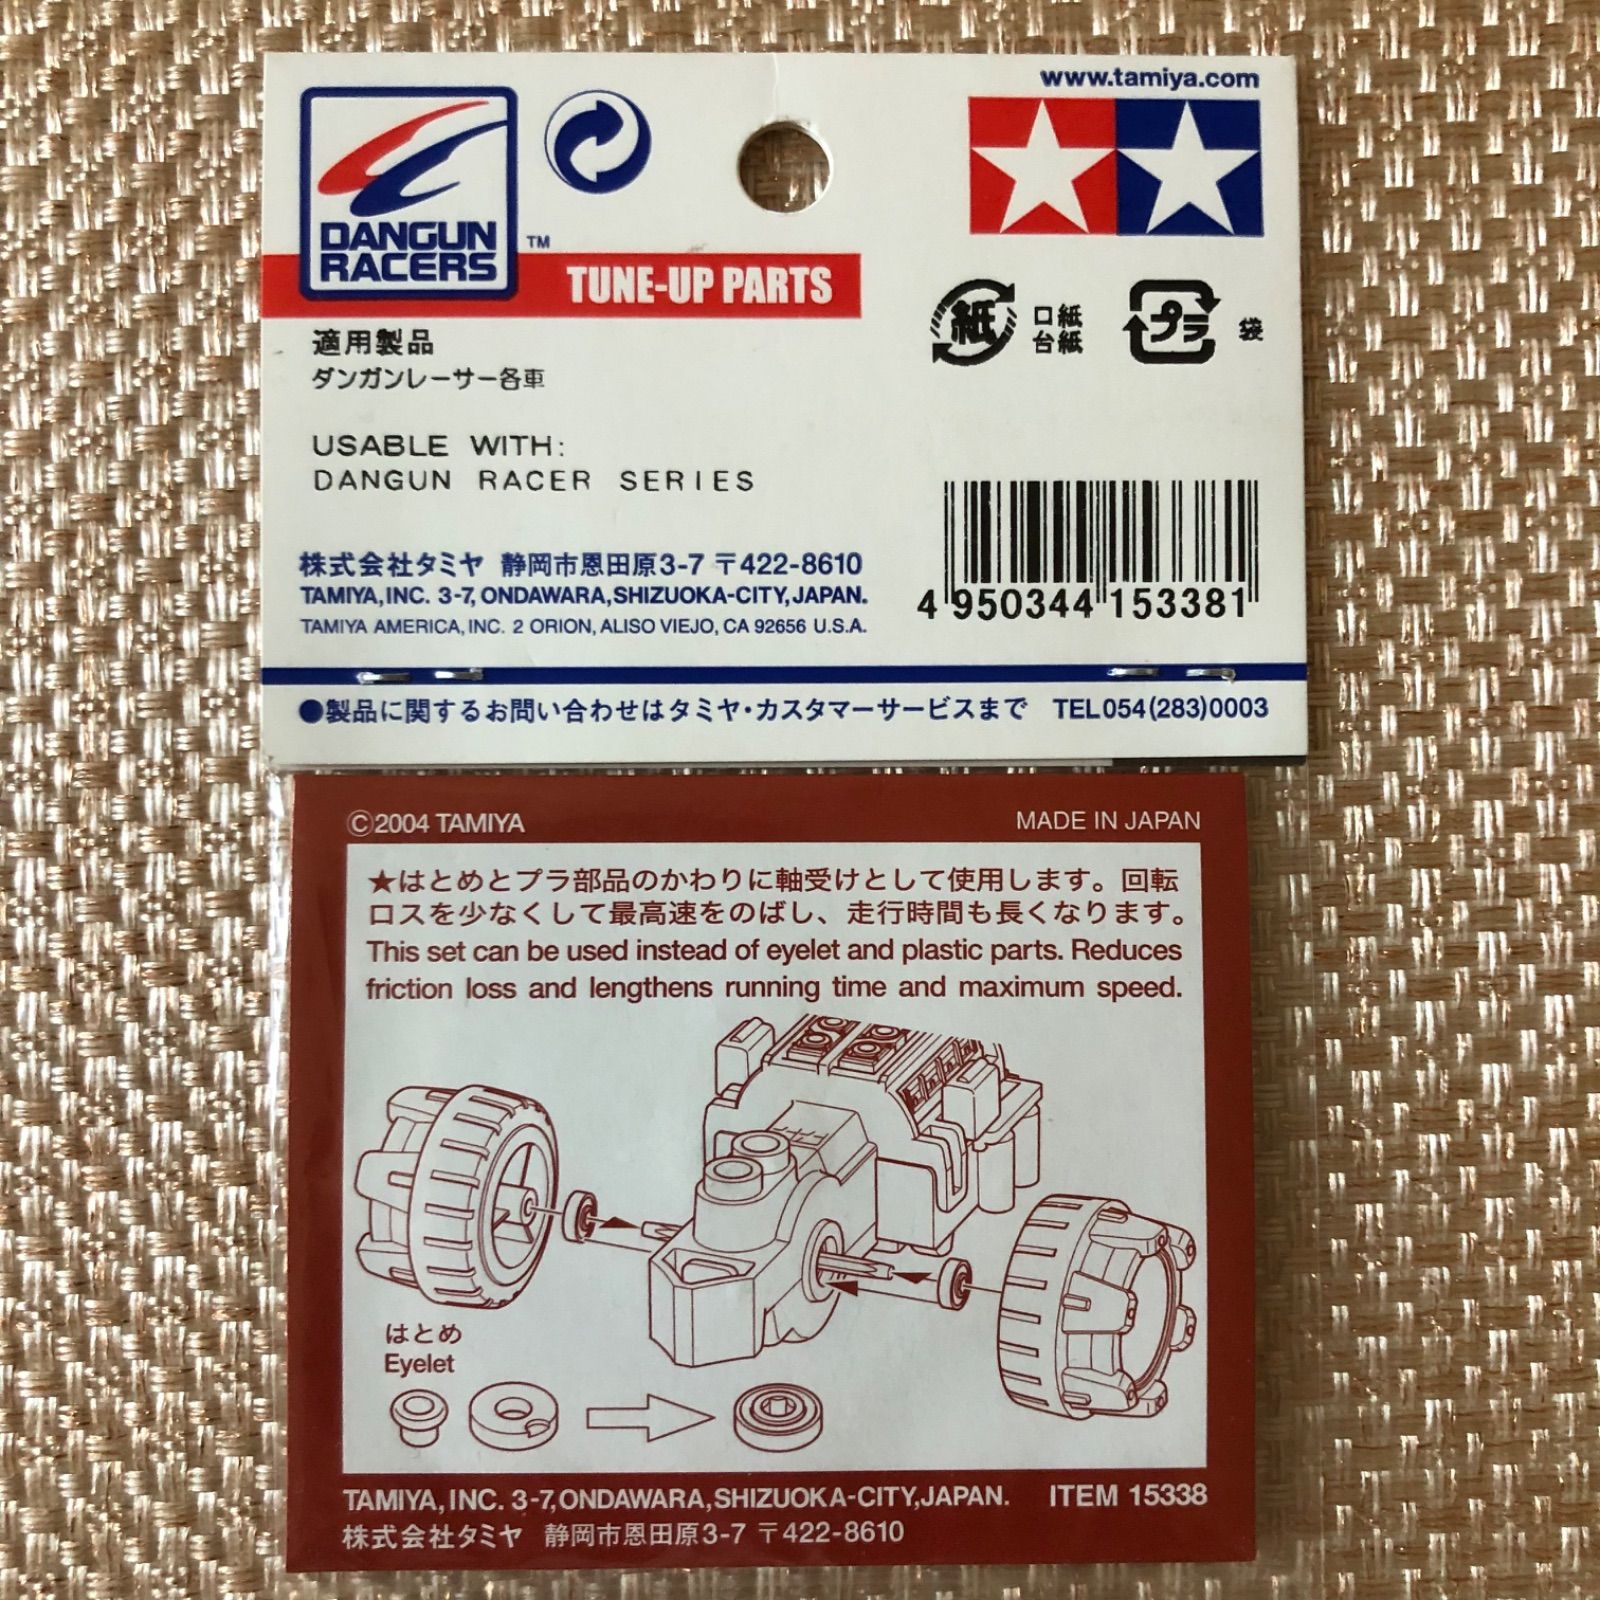 www.tamiya.com
DANGUN
RACERS
TM
TUNE-UP PARTS
紙
口紙
台紙
プラ
袋
適用製品
ダンガンレーサー各車
USABLE WITH:
DANGUN RACER SERIES
4 950344 153381
株式会社タミヤ 静岡市恩田原3-7 〒422-8610
TAMIYA, INC. 3-7, ONDAWARA, SHIZUOKA-CITY, JAPAN.
TAMIYA AMERICA, INC. 2 ORION, ALISO VIEJO, CA 92656 U.S.A.
●製品に関するお問い合わせはタミヤ・カスタマーサービスまで TEL054(283)0003
©2004 TAMIYA
MADE IN JAPAN
★はとめとプラ部品のかわりに軸受けとして使用します。回転
ロスを少なくして最高速をのばし、走行時間も長くなります。
This set can be used instead of eyelet and plastic parts. Reduces
friction loss and lengthens running time and maximum speed.
はとめ
Eyelet
TAMIYA, INC. 3-7, ONDAWARA, SHIZUOKA-CITY, JAPAN. ITEM 15338
株式会社タミヤ 静岡市恩田原3-7 〒422-8610